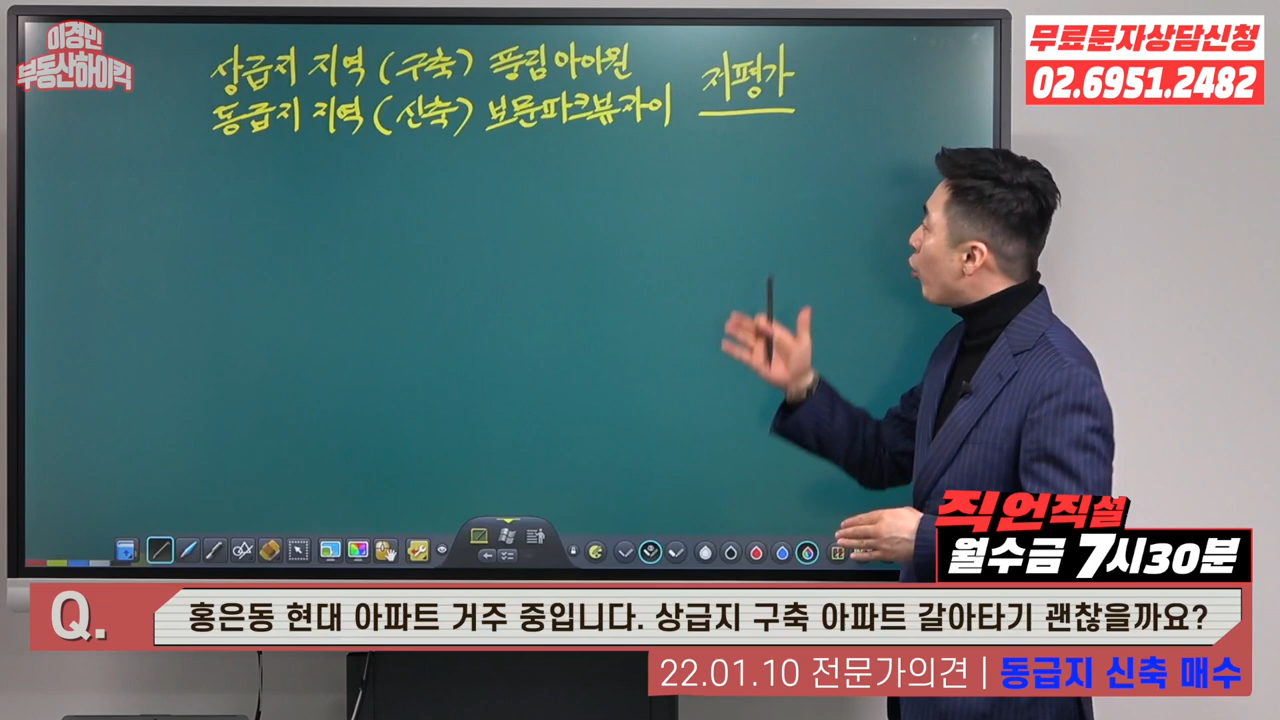 이경민
부동산하이킥
상급지 지역 (구축) 풍림아이원
동급지 지역 (신축) 보문파크뷰자이
저평가
무료문자상담신청
02.6951.2482
직언직설
월수금 7시30분
Q.
홍은동 현대 아파트 거주 중입니다. 상급지 구축 아파트 갈아타기 괜찮을까요?
22.01.10 전문가의견 | 동급지 신축 매수